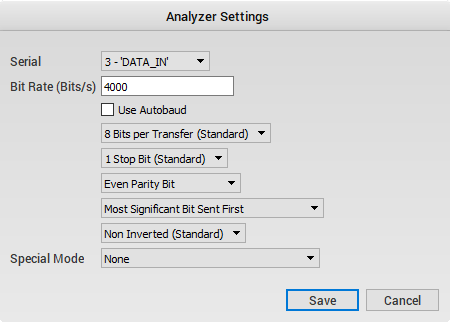 Analyzer Settings
Serial 3 - 'DATA_IN'
Bit Rate (Bits/s) 4000
Use Autobaud
8 Bits per Transfer (Standard)
1 Stop Bit (Standard)
Even Parity Bit
Most Significant Bit Sent First
Non Inverted (Standard)
Special Mode None
Save Cancel